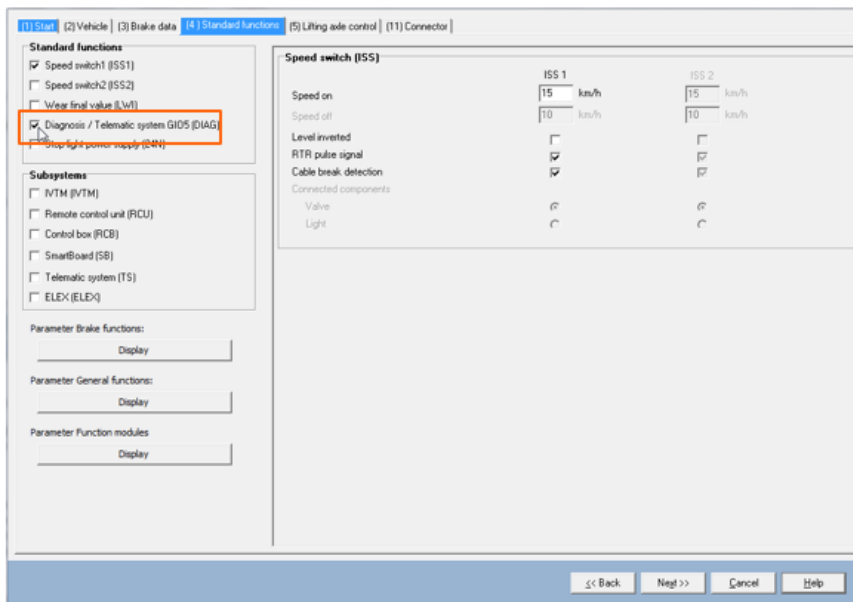 (1) Start (2) Vehicle (3) Brake data (4) Standard functions (5) Lifting axle control (11) Connector
Standard functions
Speed switch1 (ISS1)
Speed switch2 (ISS2)
Wear final value (LWI)
Diagnosis / Telematic system GIO5 (DIAG)
Stop light power supply (24N)
Subsystems
IVTM (IVTM)
Remote control unit (RCU)
Control box (RCB)
SmartBoard (SB)
Telematic system (TS)
ELEX (ELEX)
Parameter Brake functions:
Display
Parameter General functions:
Display
Parameter Function modules
Display
Speed switch (ISS)
ISS 1 ISS 2
Speed on 15 km/h 15 km/h
Speed off 10 km/h 10 km/h
Level inverted
RTR pulse signal
Cable break detection
Connected components
Valve
Light
<< Back Next >> Cancel Help